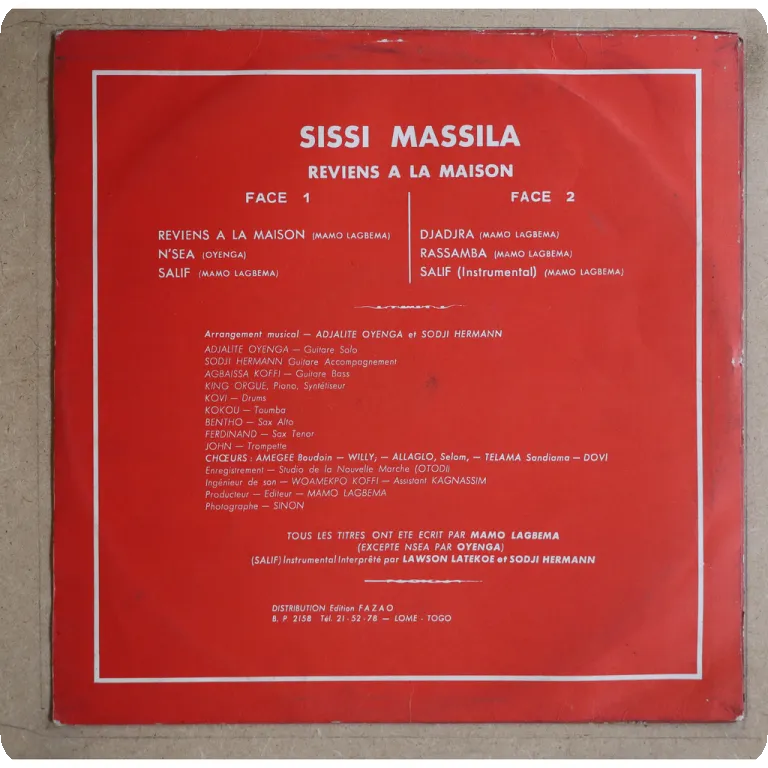 SISSI MASSILA
REVIENS A LA MAISON
FACE 1
REVIENS A LA MAISON (MAMO LAGBEMA)
N'SEA (OYENGA)
SALIF (MAMO LAGBEMA)
FACE 2
DJADJRA (MAMO LAGBEMA)
RASSAMBA (MAMO LAGBEMA)
SALIF (Instrumental) (MAMO LAGBEMA)
Arrangement musical — ADJALITE OYENGA et SODJI HERMANN
ADJALITE OYENGA — Guitare Solo
SODJI HERMANN Guitare Accompagnement
AGBAISSA KOFFI — Guitare Bass
KING ORGUE, Piano, Syntétiseur
KOVI — Drums
KOKOU — Toumba
BENTHO — Sax Alto
FERDINAND — Sax Tenor
JOHN — Trompette
CHŒURS : AMEGEE Baudoin — WILLY; — ALLAGLO, Selom, — TELAMA Sandiama — DOVI
Enregistrement — Studio de la Nouvelle Marche (OTODI)
Ingénieur de son — WOAMEKPO KOFFI — Assistant KAGNASSIM
Producteur — Editeur — MAMO LAGBEMA
Photographe — SINON
TOUS LES TITRES ONT ETE ECRIT PAR MAMO LAGBEMA
(EXCEPTE NSEA PAR OYENGA)
(SALIF) Instrumental Interprêté par LAWSON LATEKOE et SODJI HERMANN
DISTRIBUTION Edition FAZAO
B. P. 2158 Tél. 21-52-78 — LOME - TOGO